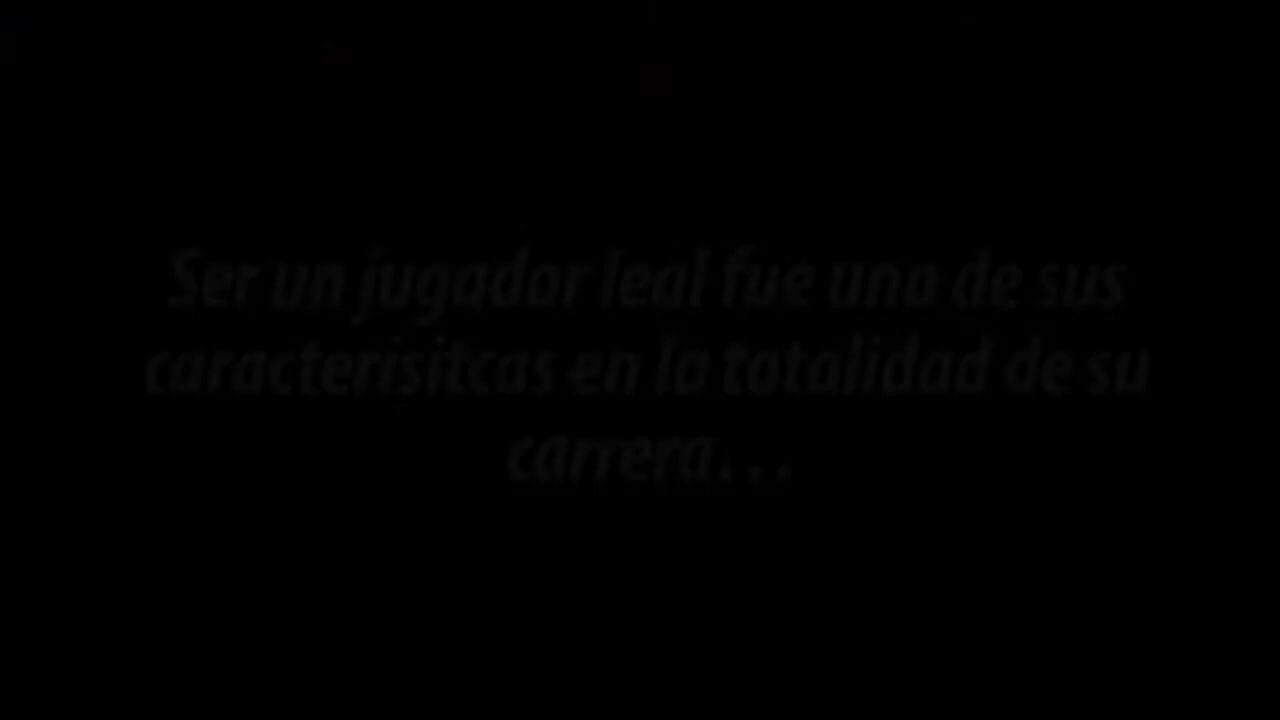 Ser un jugador leal fue una de sus
caracterisitcas en la totalidad de su
carrera...